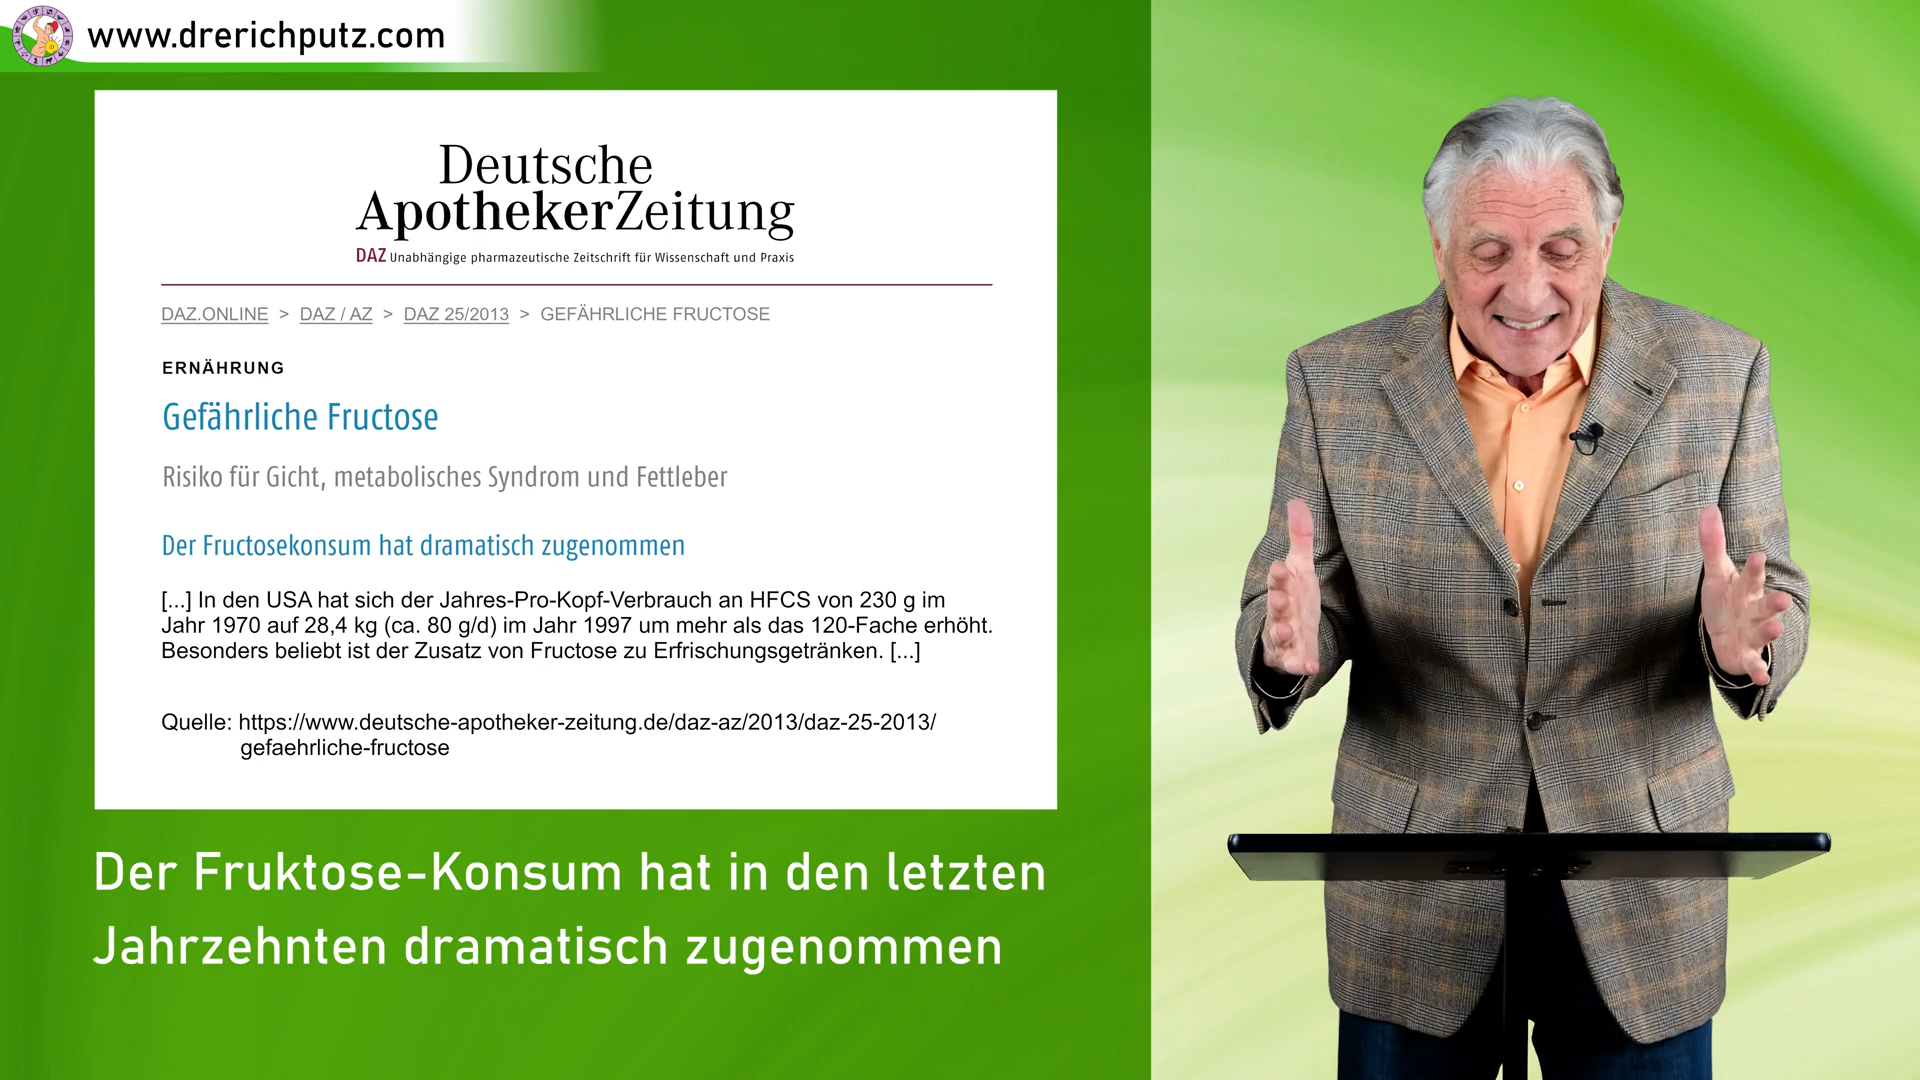 www.drerichputz.com
Deutsche
ApothekerZeitung
DAZ Unabhängige pharmazeutische Zeitschrift für Wissenschaft und Praxis
DAZ.ONLINE > DAZ / AZ > DAZ 25/2013 > GEFÄHRLICHE FRUCTOSE
ERNÄHRUNG
Gefährliche Fructose
Risiko für Gicht, metabolisches Syndrom und Fettleber
Der Fructosekonsum hat dramatisch zugenommen
[...] In den USA hat sich der Jahres-Pro-Kopf-Verbrauch an HFCS von 230 g im
Jahr 1970 auf 28,4 kg (ca. 80 g/d) im Jahr 1997 um mehr als das 120-Fache erhöht.
Besonders beliebt ist der Zusatz von Fructose zu Erfrischungsgetränken. [...]
Quelle: https://www.deutsche-apotheker-zeitung.de/daz-az/2013/daz-25-2013/
gefaehrliche-fructose
Der Fruktose-Konsum hat in den letzten
Jahrzehnten dramatisch zugenommen